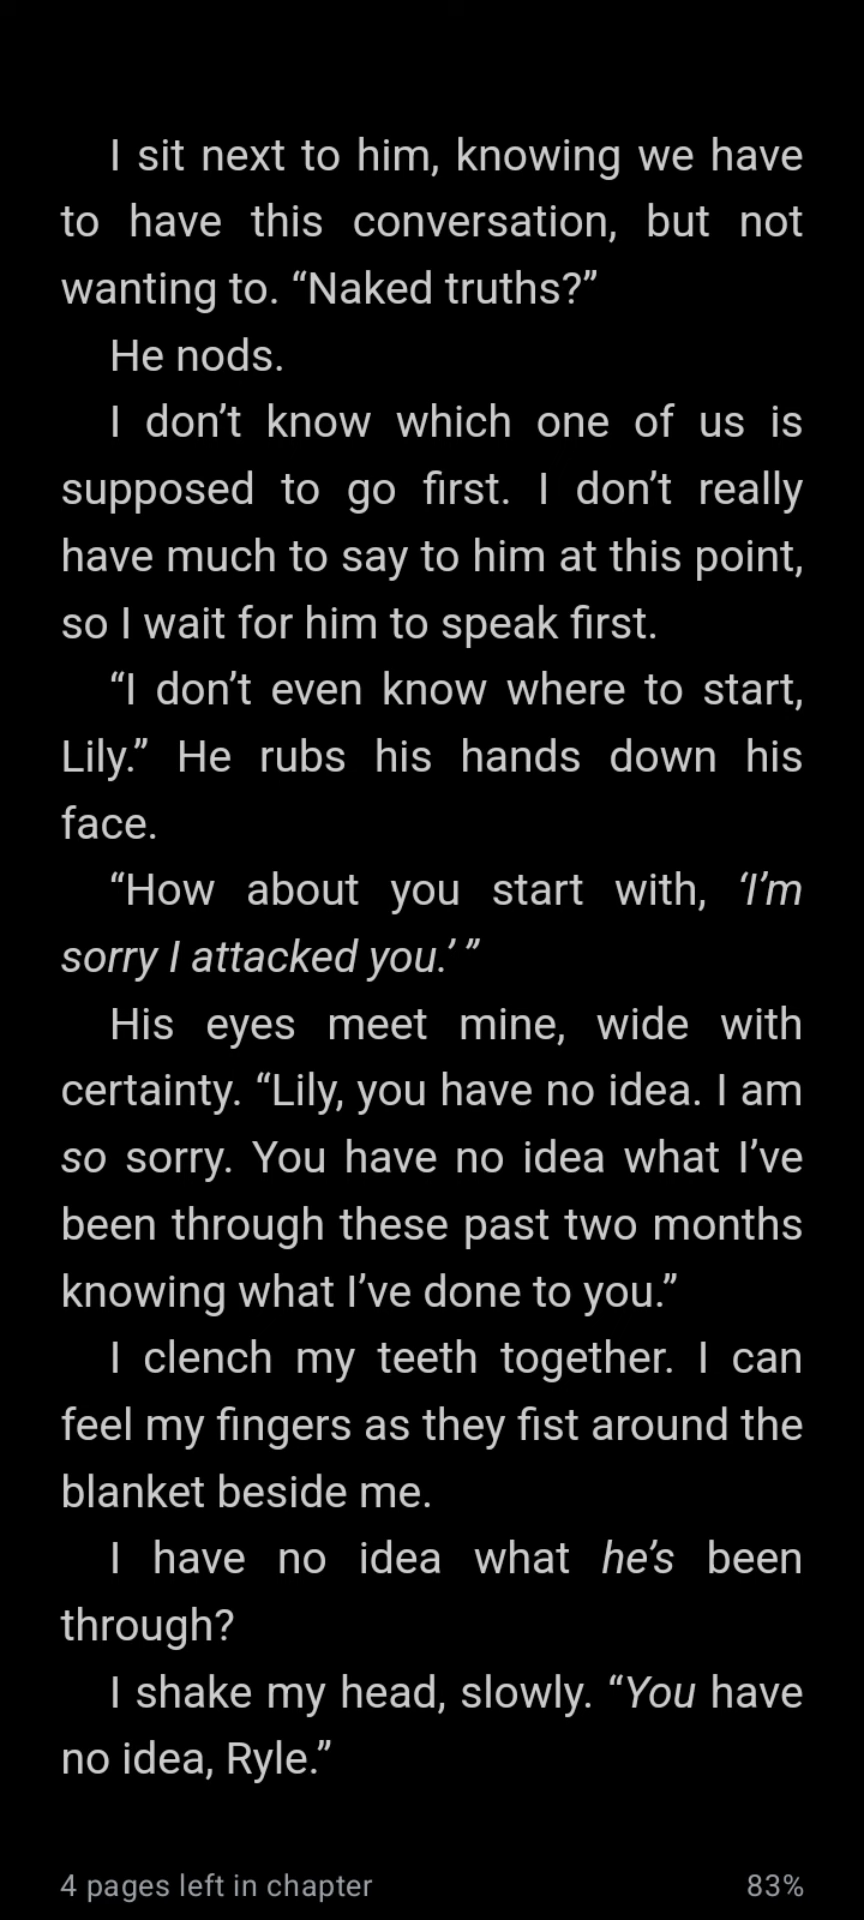 I sit next to him, knowing we have
to have this conversation, but not
wanting to. “Naked truths?”
He nods.
I don’t know which one of us is
supposed to go first. I don’t really
have much to say to him at this point,
so I wait for him to speak first.
“I don’t even know where to start,
Lily.” He rubs his hands down his
face.
“How about you start with, ‘I’m
sorry I attacked you.’ ”
His eyes meet mine, wide with
certainty. “Lily, you have no idea. I am
so sorry. You have no idea what I’ve
been through these past two months
knowing what I’ve done to you.”
I clench my teeth together. I can
feel my fingers as they fist around the
blanket beside me.
I have no idea what he’s been
through?
I shake my head, slowly. “You have
no idea, Ryle.”
4 pages left in chapter 83%